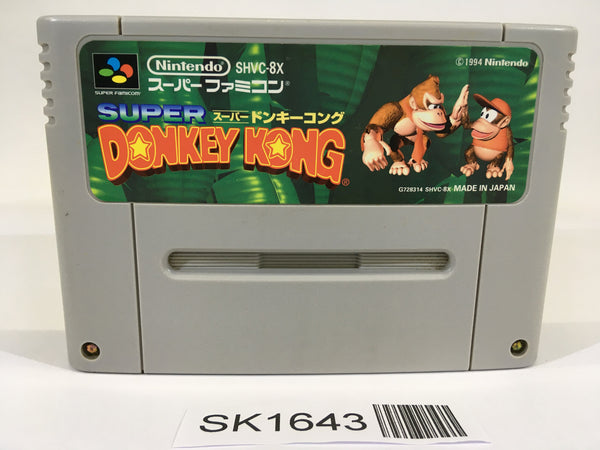 Nintendo SHVC-8X
© 1994 Nintendo
スーパーファミコン®
SUPER FAMICOM
SUPER スーパードンキーコング
DONKEY KONG®
G728314 SHVC-8X-MADE IN JAPAN
SK1643